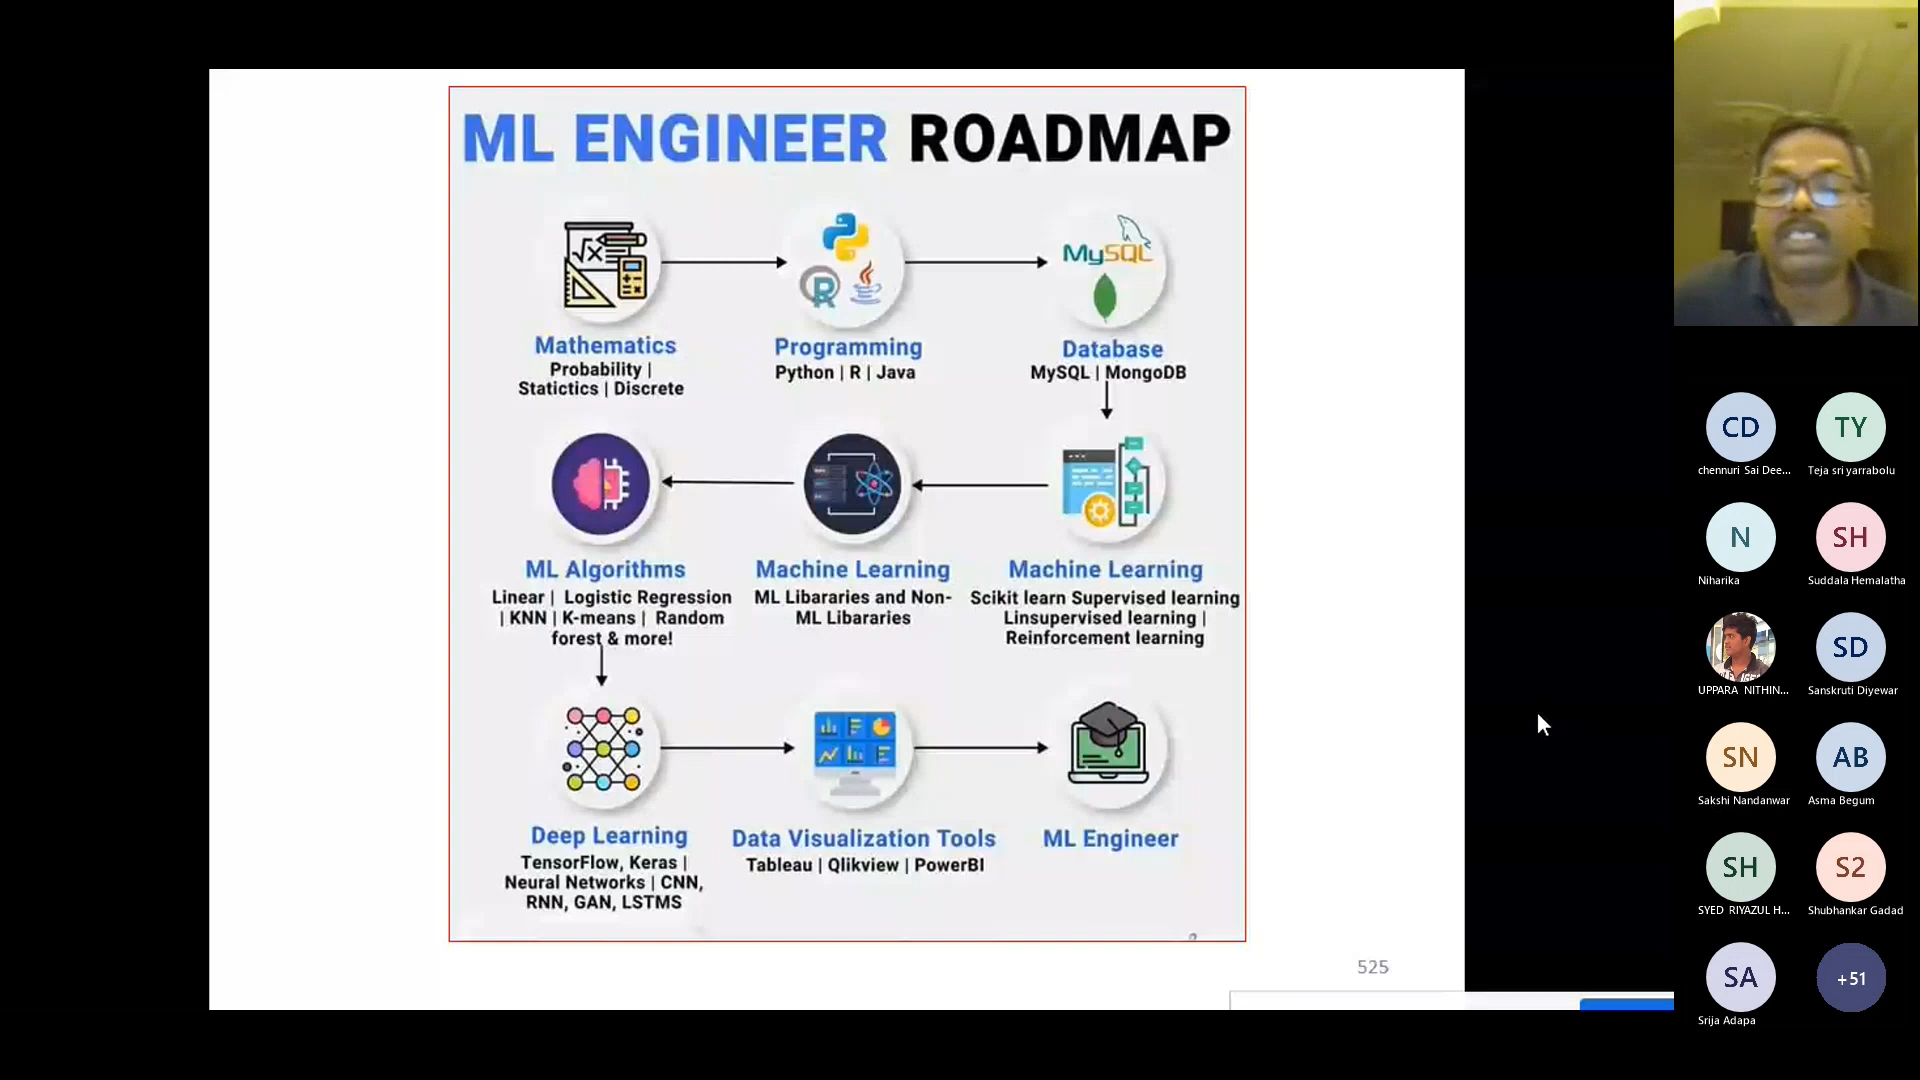 ML ENGINEER ROADMAP
MySQL
R
Mathematics
Probability |
Statictics | Discrete
Programming
Python | R | Java
Database
MySQL | MongoDB
ML Algorithms
Linear | Logistic Regression
| KNN | K-means | Random
forest & more!
Machine Learning
ML Libararies and Non-
ML Libararies
Machine Learning
Scikit learn Supervised learning
Linsupervised learning |
Reinforcement learning
Deep Learning
TensorFlow, Keras |
Neural Networks | CNN,
RNN, GAN, LSTMS
Data Visualization Tools
Tableau | Qlikview | PowerBI
ML Engineer
525
CD
chennuri Sai Dee...
TY
Teja sri yarrabolu
N
Niharika
SH
Suddala Hemalatha
UPPARA NITHIN...
SD
Sanskruti Diyewar
SN
Sakshi Nandanwar
AB
Asma Begum
SH
SYED RIYAZUL H...
S2
Shubhankar Gadad
SA
Srija Adapa
+51